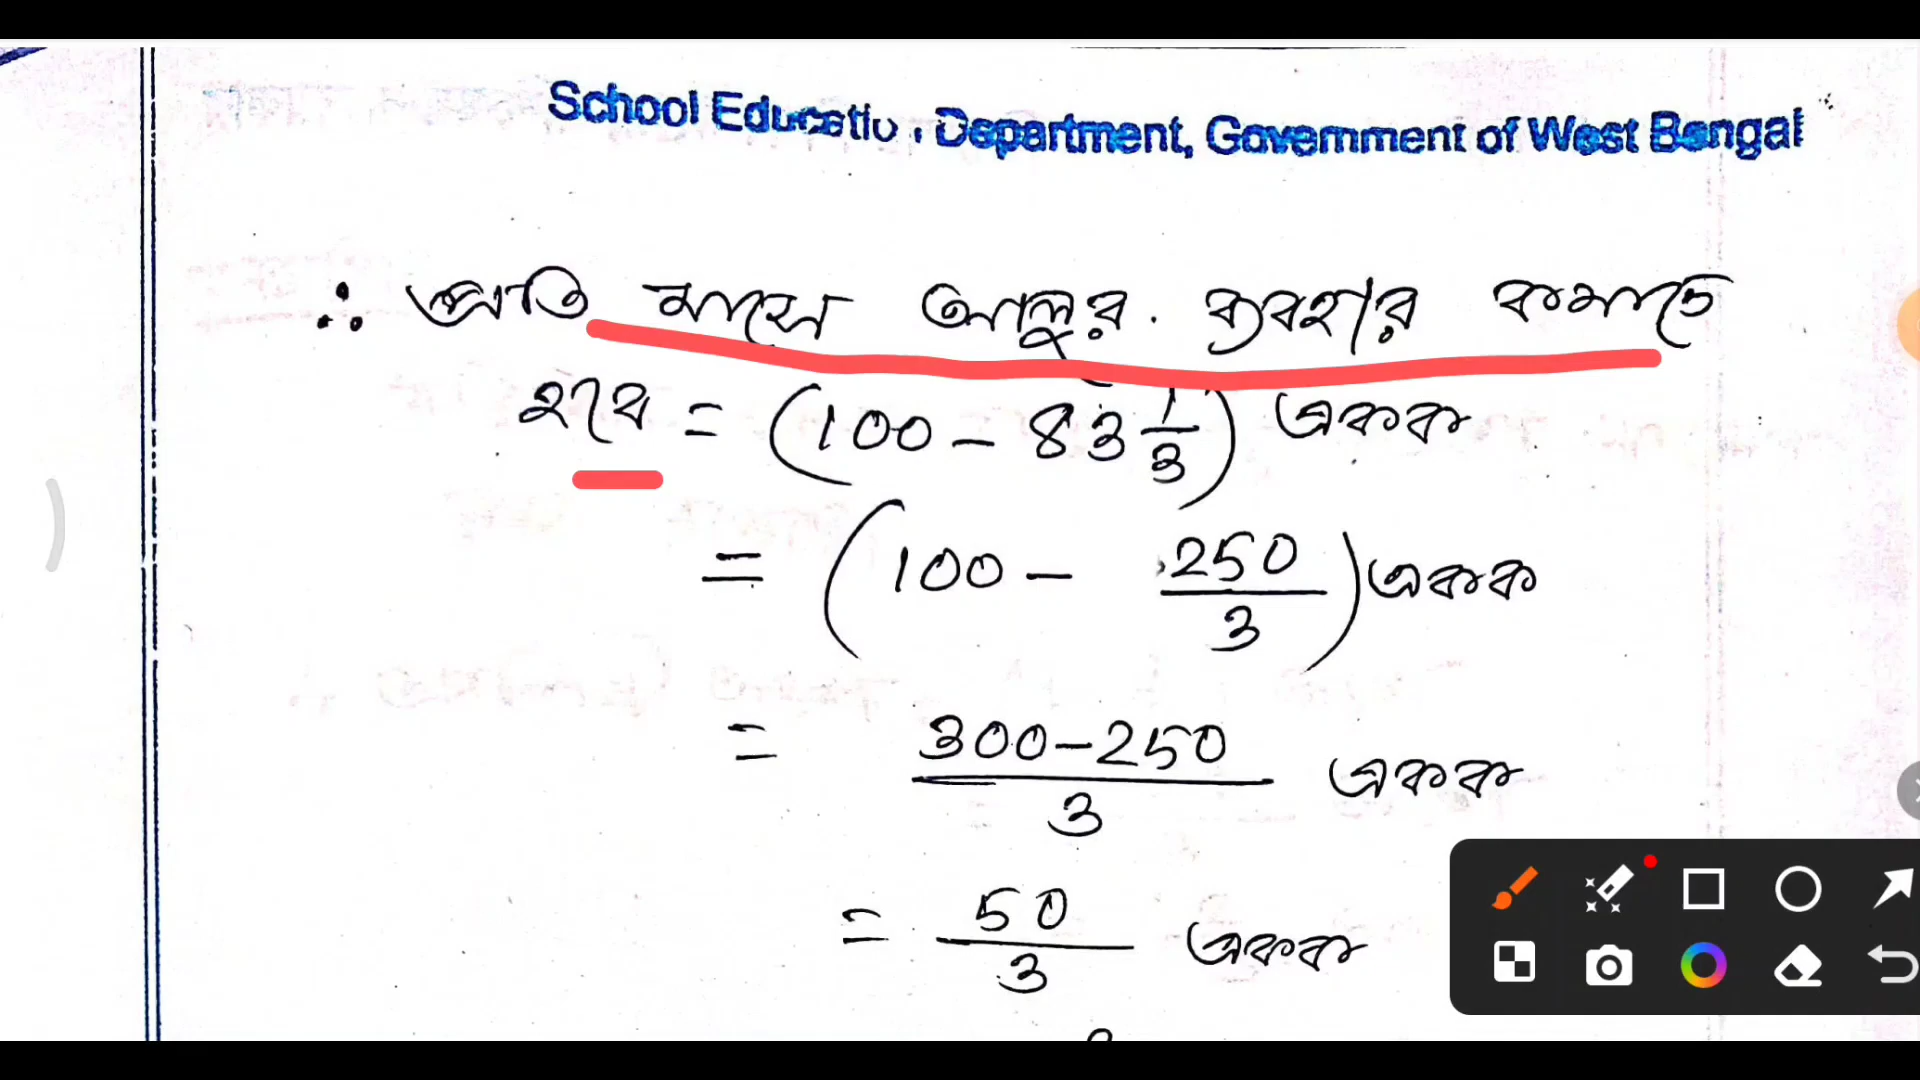 School Education Department, Government of West Bengal
∴ প্রতি মাসে আলুর ব্যবহার কমাতে
হবে = (100 - 83 1/3) একক
= (100 - 250/3) একক
= 300-250/3 একক
= 50/3 একক